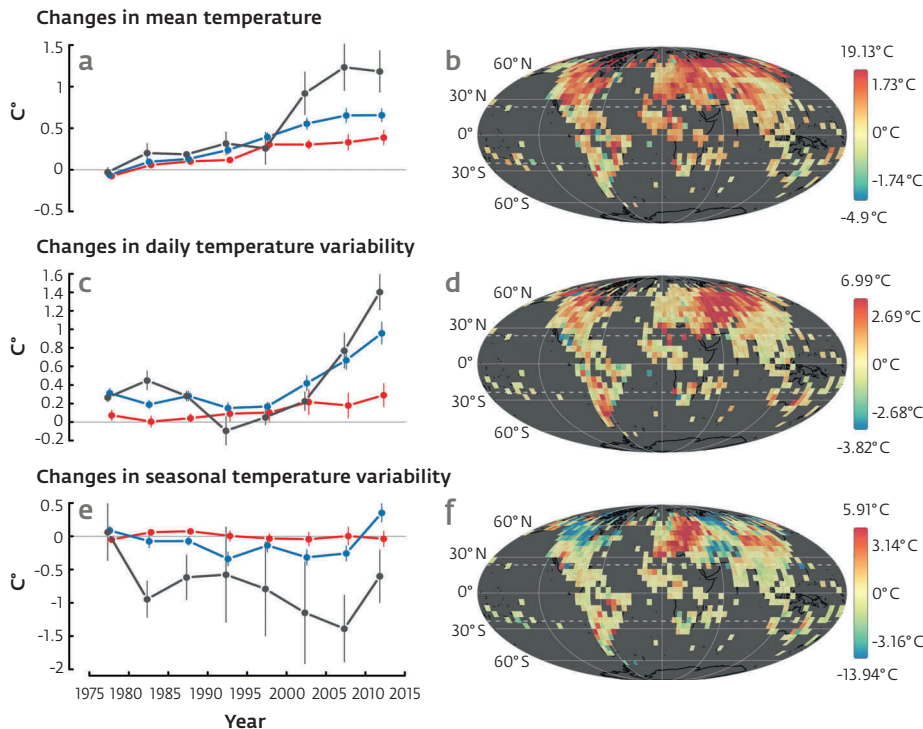 Changes in mean temperature
a
1.5
1
0.5
0
-0.5
C°
b
60°N
30°N
0°
30°S
60°S
19.13°C
1.73°C
0°C
-1.74°C
-4.9°C
Changes in daily temperature variability
c
1.6
1.4
1
0.8
0.6
0.4
0.2
0
-0.2
C°
d
60°N
30°N
0°
30°S
60°S
6.99°C
2.69°C
0°C
-2.68°C
-3.82°C
Changes in seasonal temperature variability
e
0.5
0
-0.5
-1
-1.5
-2
C°
1975 1980 1985 1990 1995 2000 2005 2010 2015
Year
f
60°N
30°N
0°
30°S
60°S
5.91°C
3.14°C
0°C
-3.16°C
-13.94°C